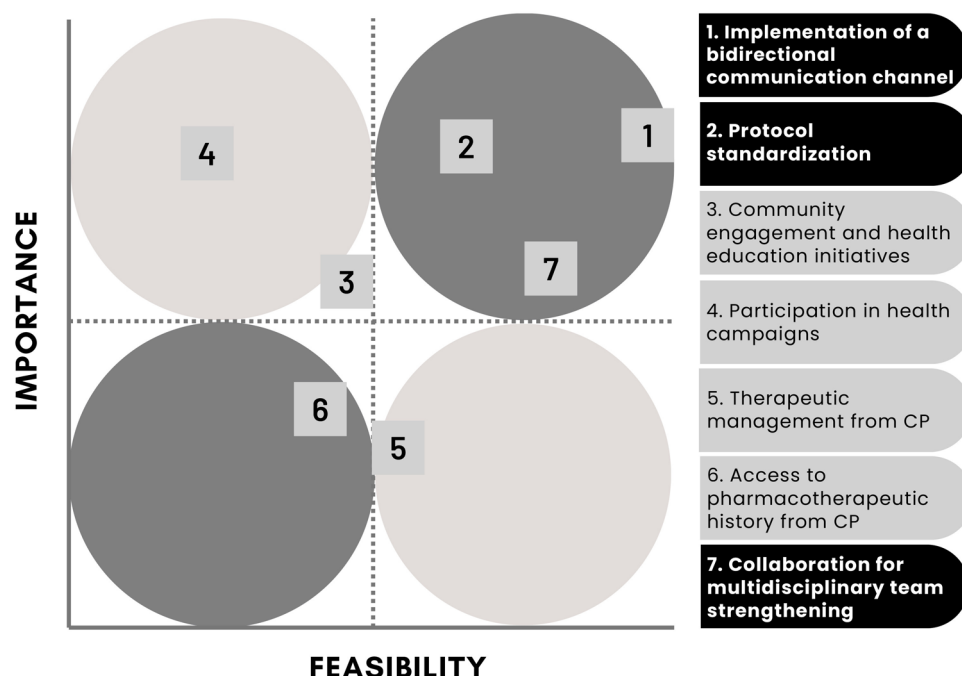 IMPORTANCE
4
3
2
1
7
6
5
FEASIBILITY
1. Implementation of a
bidirectional
communication channel
2. Protocol
standardization
3. Community
engagement and health
education initiatives
4. Participation in health
campaigns
5. Therapeutic
management from CP
6. Access to
pharmacotherapeutic
history from CP
7. Collaboration for
multidisciplinary team
strengthening